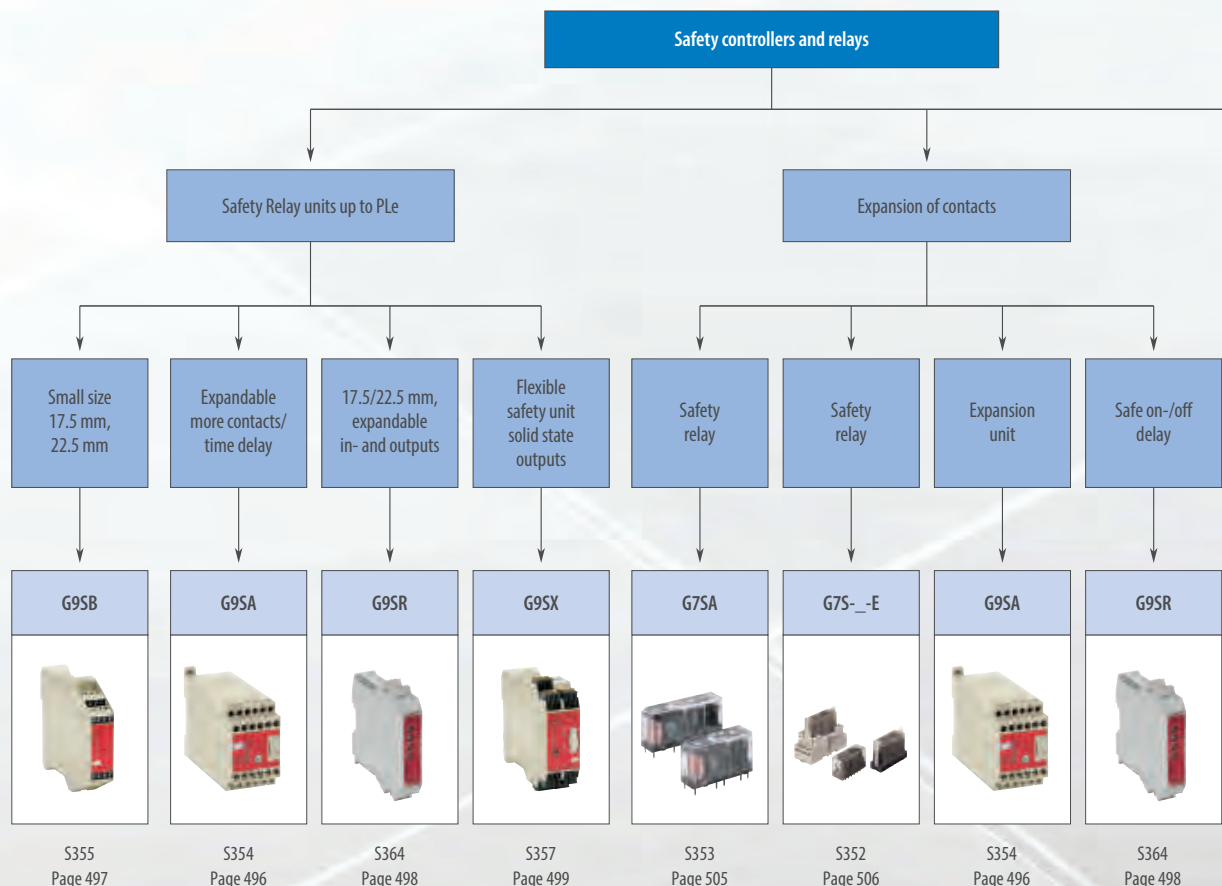 Safety controllers and relays
Safety Relay units up to PLe
Expansion of contacts
Small size
17.5 mm,
22.5 mm
Expandable
more contacts/
time delay
17.5/22.5 mm,
expandable
in- and outputs
Flexible
safety unit
solid state
outputs
Safety
relay
Safety
relay
Expansion
unit
Safe on-/off
delay
G9SB
G9SA
G9SR
G9SX
G7SA
G7S-_-E
G9SA
G9SR
S355
Page 497
S354
Page 496
S364
Page 498
S357
Page 499
S353
Page 505
S352
Page 506
S354
Page 496
S364
Page 498